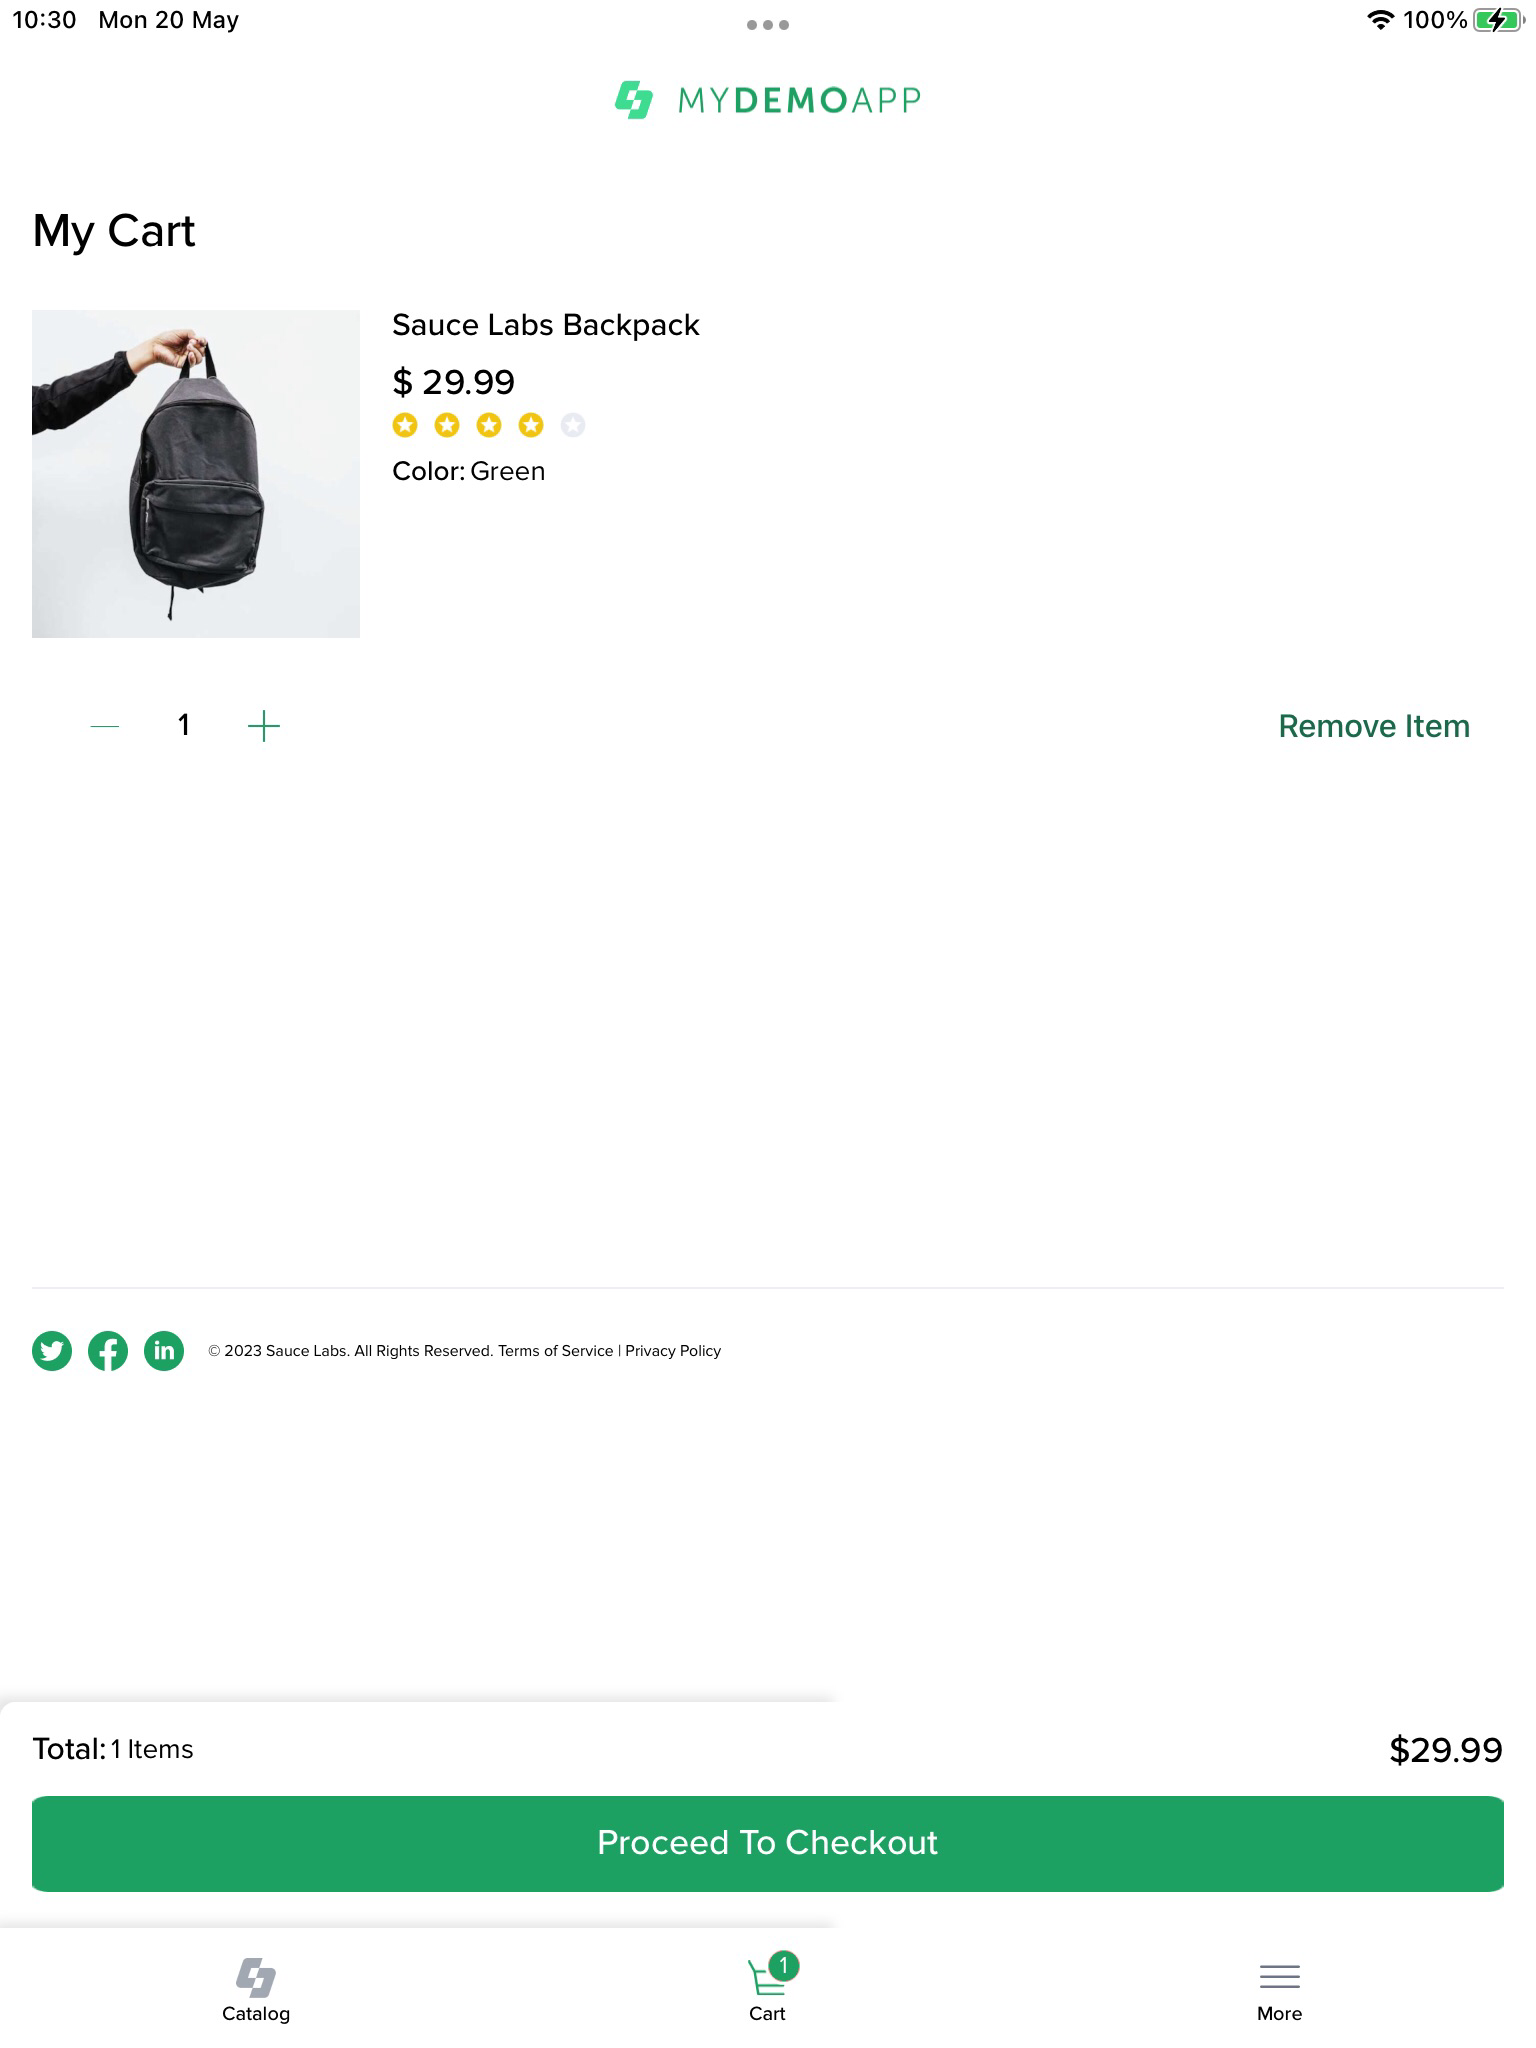 10:30 Mon 20 May 100%
MYDEMOAPP
My Cart
Sauce Labs Backpack
$ 29.99
Color: Green
1
Remove Item
© 2023 Sauce Labs. All Rights Reserved. Terms of Service | Privacy Policy
Total: 1 Items $29.99
Proceed To Checkout
1
Catalog Cart More